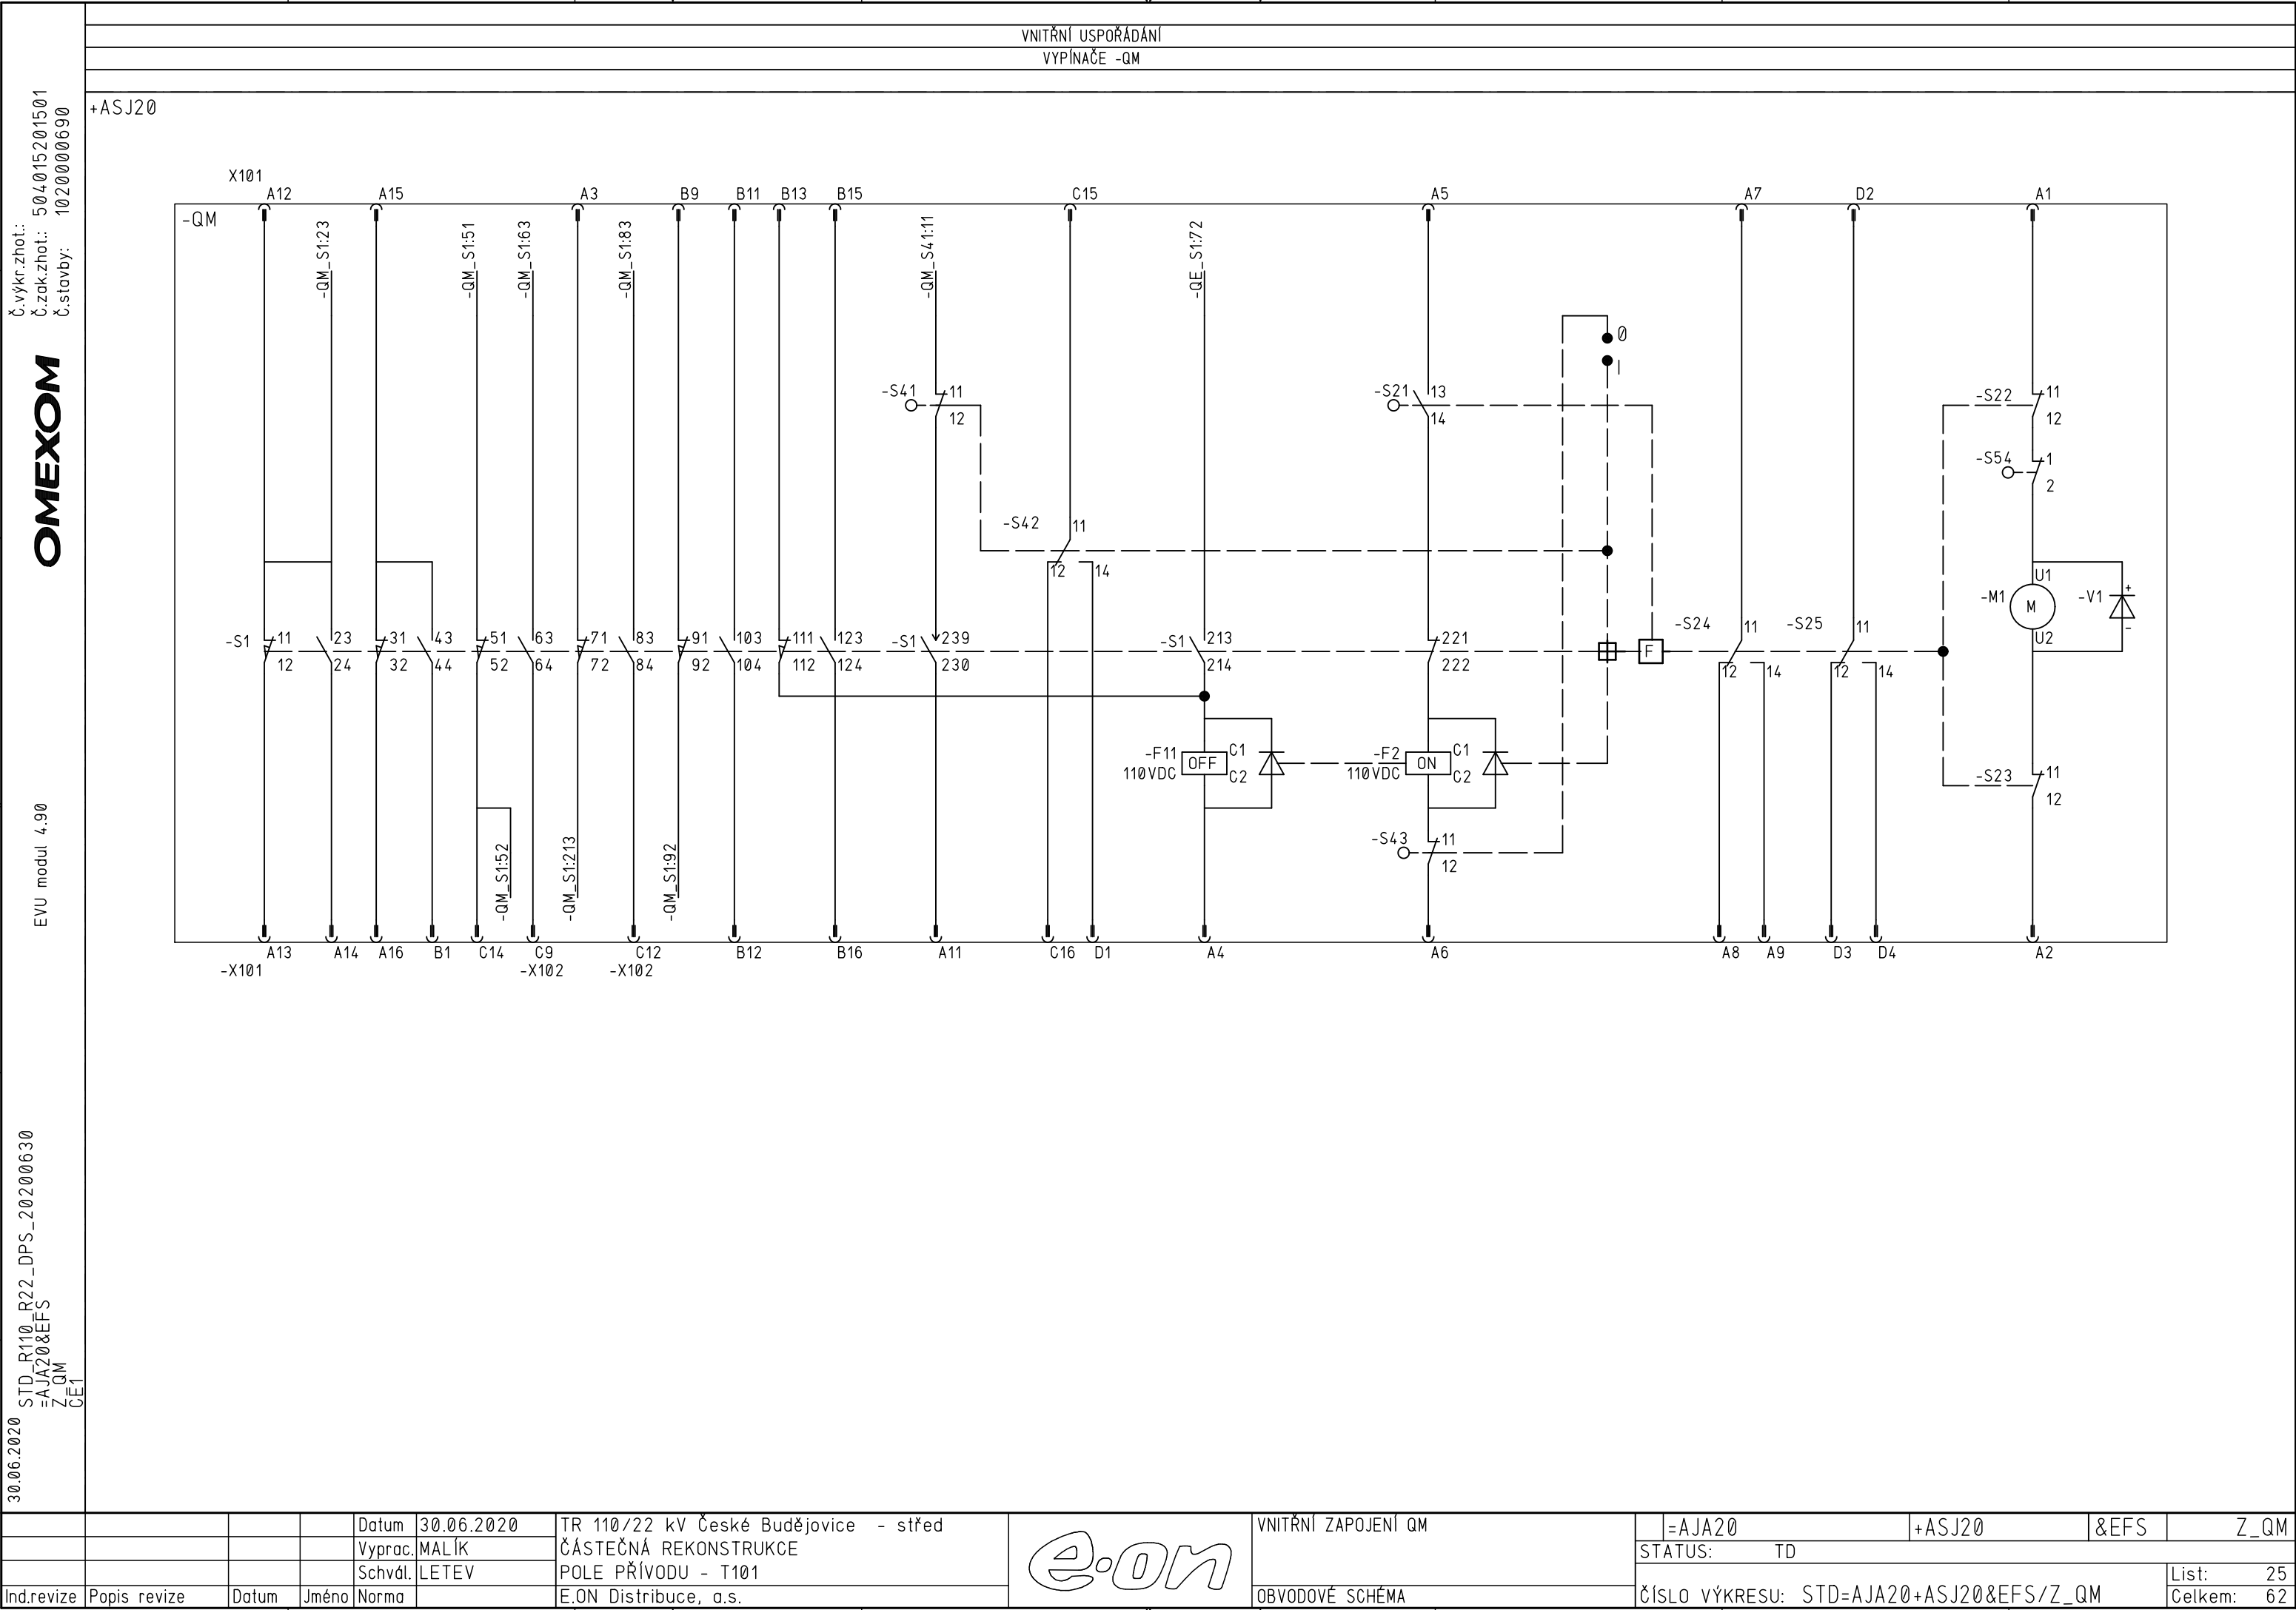 VNITŘNÍ USPOŘÁDÁNÍ
VYPÍNAČE -QM
+ASJ20
Č.výkr.zhot.:
Č.zak.zhot.: 504015201501
Č.stavby: 1020000690
OMEXOM
EVU modul 4.90
STD_R110_R22_DPS_20200630
=AJA20&EFS
Z_QM
CE1
30.06.2020
X101
A12 A15 A3 B9 B11 B13 B15 C15 A5 A7 D2 A1
-QM
-QM_S1:23
-QM_S1:51
-QM_S1:63
-QM_S1:83
-QM_S41:11
-QE_S1:72
0
I
-S41 11 12
-S21 13 14
-S22 11 12
-S54 1 2
-S42 11 12 14
U1
-M1 M
-V1 + -
U2
-S1 11 23 31 43 51 63 71 83 91 103 111 123 -S1 239 -S1 213 221
12 24 32 44 52 64 72 84 92 104 112 124 230 214 222
F
-S24 11 12 14
-S25 11 12 14
-F11 OFF C1
110VDC C2
-F2 ON C1
110VDC C2
-S23 11 12
-S43 11 12
-QM_S1:52
-QM_S1:213
-QM_S1:92
A13 A14 A16 B1 C14 C9 C12 B12 B16 A11 C16 D1 A4 A6 A8 A9 D3 D4 A2
-X101 -X102 -X102
Datum 30.06.2020
Vyprac. MALÍK
Schvál. LETEV
Ind.revize Popis revize Datum Jméno Norma
TR 110/22 kV České Budějovice - střed
ČÁSTEČNÁ REKONSTRUKCE
POLE PŘÍVODU - T101
E.ON Distribuce, a.s.
e·on
VNITŘNÍ ZAPOJENÍ QM
OBVODOVÉ SCHÉMA
=AJA20 +ASJ20 &EFS Z_QM
STATUS: TD
ČÍSLO VÝKRESU: STD=AJA20+ASJ20&EFS/Z_QM
List: 25
Celkem: 62